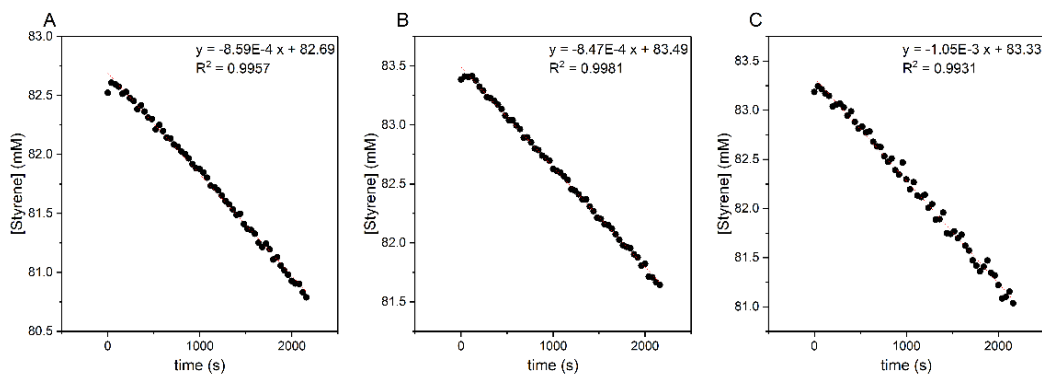 A
y = -8.59E-4 x + 82.69
R² = 0.9957
83.0
82.5
82.0
81.5
81.0
80.5
[Styrene] (mM)
0
1000
2000
time (s)
B
y = -8.47E-4 x + 83.49
R² = 0.9981
83.5
83.0
82.5
82.0
81.5
[Styrene] (mM)
0
1000
2000
time (s)
C
y = -1.05E-3 x + 83.33
R² = 0.9931
83.5
83.0
82.5
82.0
81.5
81.0
[Styrene] (mM)
0
1000
2000
time (s)